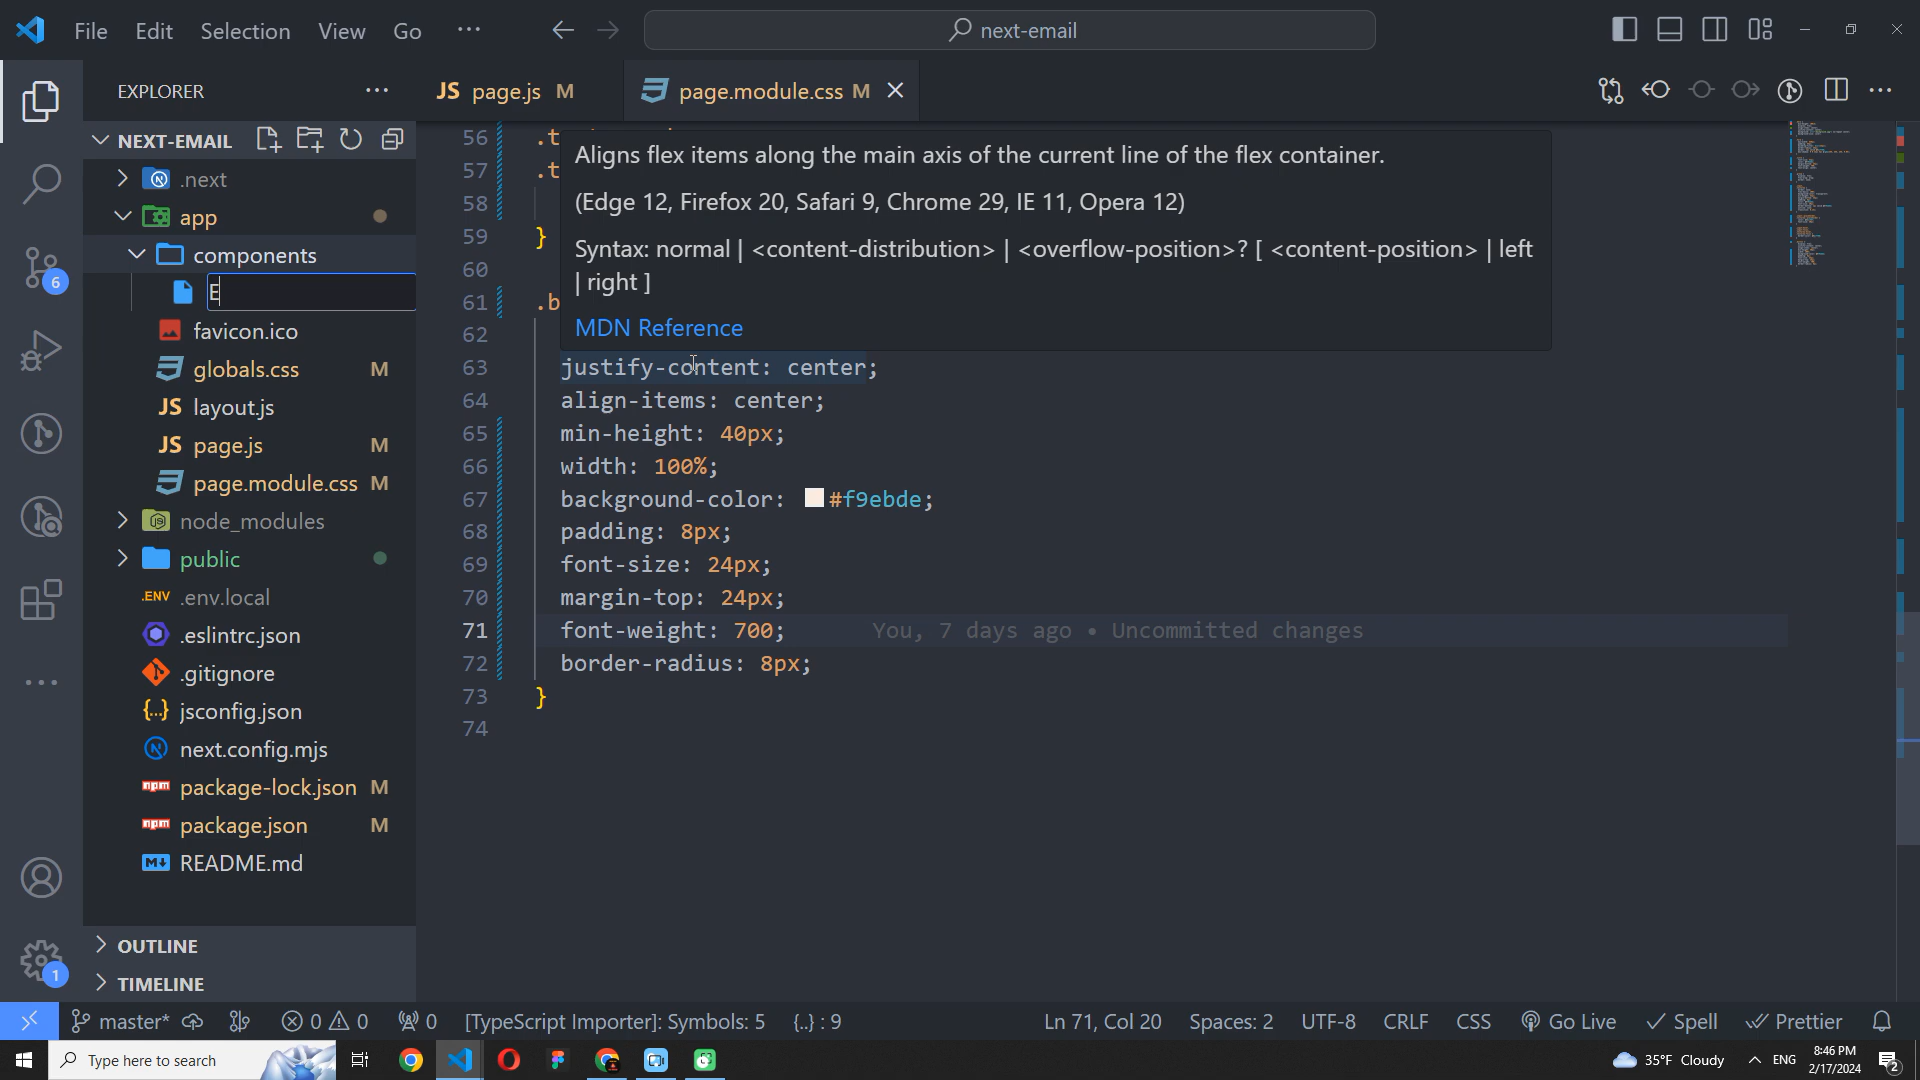 File Edit Selection View Go ···
next-email
EXPLORER
JS page.js M
page.module.css M
NEXT-EMAIL
.next
app
components
E
favicon.ico
globals.css M
JS layout.js
JS page.js M
page.module.css M
node_modules
public
.ENV .env.local
.eslintrc.json
.gitignore
{..} jsconfig.json
next.config.mjs
npm package-lock.json M
npm package.json M
README.md
OUTLINE
TIMELINE
6
1
56 .t
57 .t
58
59 }
60
61 .b
62
63 justify-content: center;
64 align-items: center;
65 min-height: 40px;
66 width: 100%;
67 background-color: #f9ebde;
68 padding: 8px;
69 font-size: 24px;
70 margin-top: 24px;
71 font-weight: 700; You, 7 days ago • Uncommitted changes
72 border-radius: 8px;
73 }
74
Aligns flex items along the main axis of the current line of the flex container.
(Edge 12, Firefox 20, Safari 9, Chrome 29, IE 11, Opera 12)
Syntax: normal | <content-distribution> | <overflow-position>? [ <content-position> | left
| right ]
MDN Reference
master* 0 0 0 [TypeScript Importer]: Symbols: 5 {..} : 9 Ln 71, Col 20 Spaces: 2 UTF-8 CRLF CSS Go Live Spell Prettier
Type here to search
35°F Cloudy ENG 8:46 PM
2/17/2024
2